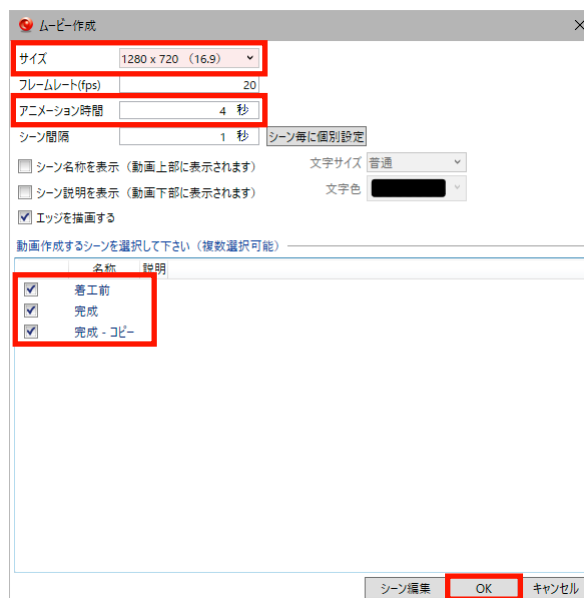 ムービー作成
サイズ 1280 x 720 （16.9）
フレームレート(fps) 20
アニメーション時間 4 秒
シーン間隔 1 秒 シーン毎に個別設定
シーン名称を表示（動画上部に表示されます） 文字サイズ 普通
シーン説明を表示（動画下部に表示されます） 文字色
エッジを描画する
動画作成するシーンを選択して下さい（複数選択可能）
名称 説明
着工前
完成
完成 - コピー
シーン編集 OK キャンセル